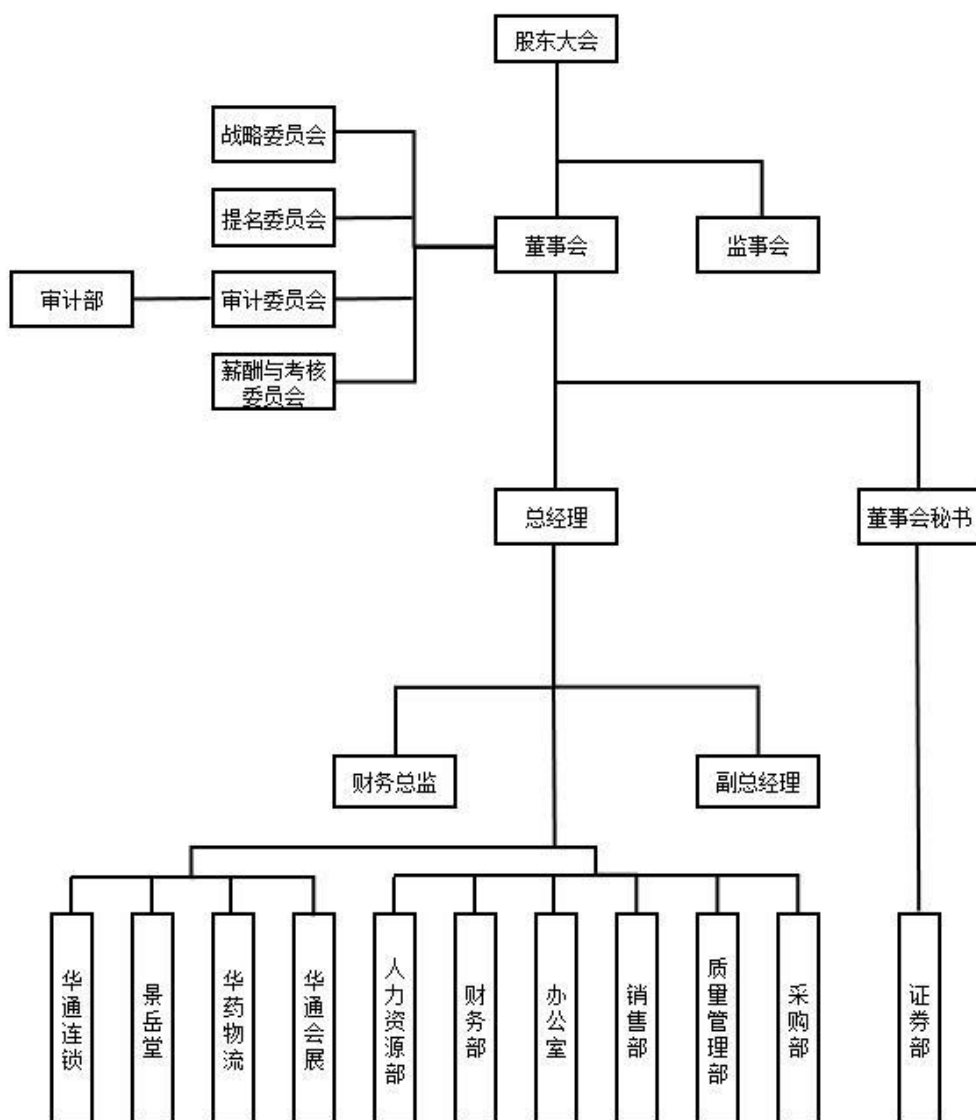 股东大会
战略委员会
提名委员会
董事会
监事会
审计部
审计委员会
薪酬与考核
委员会
总经理
董事会秘书
财务总监
副总经理
华通连锁
景岳堂
华药物流
华通会展
人力资源部
财务部
办公室
销售部
质量管理部
采购部
证券部